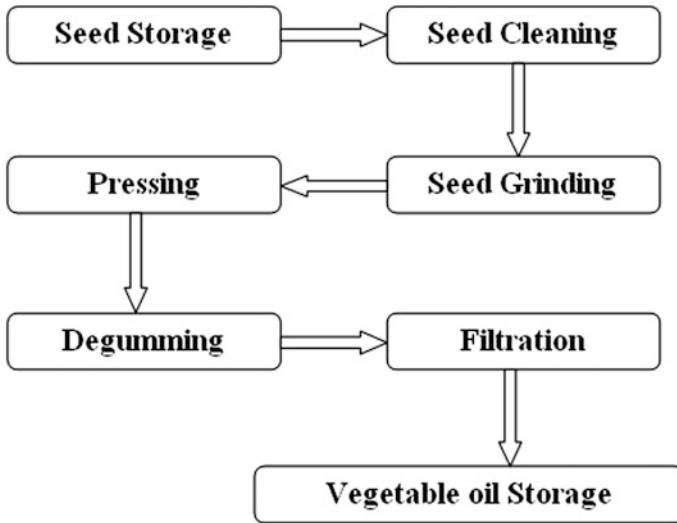 Seed Storage
Seed Cleaning
Seed Grinding
Pressing
Degumming
Filtration
Vegetable oil Storage